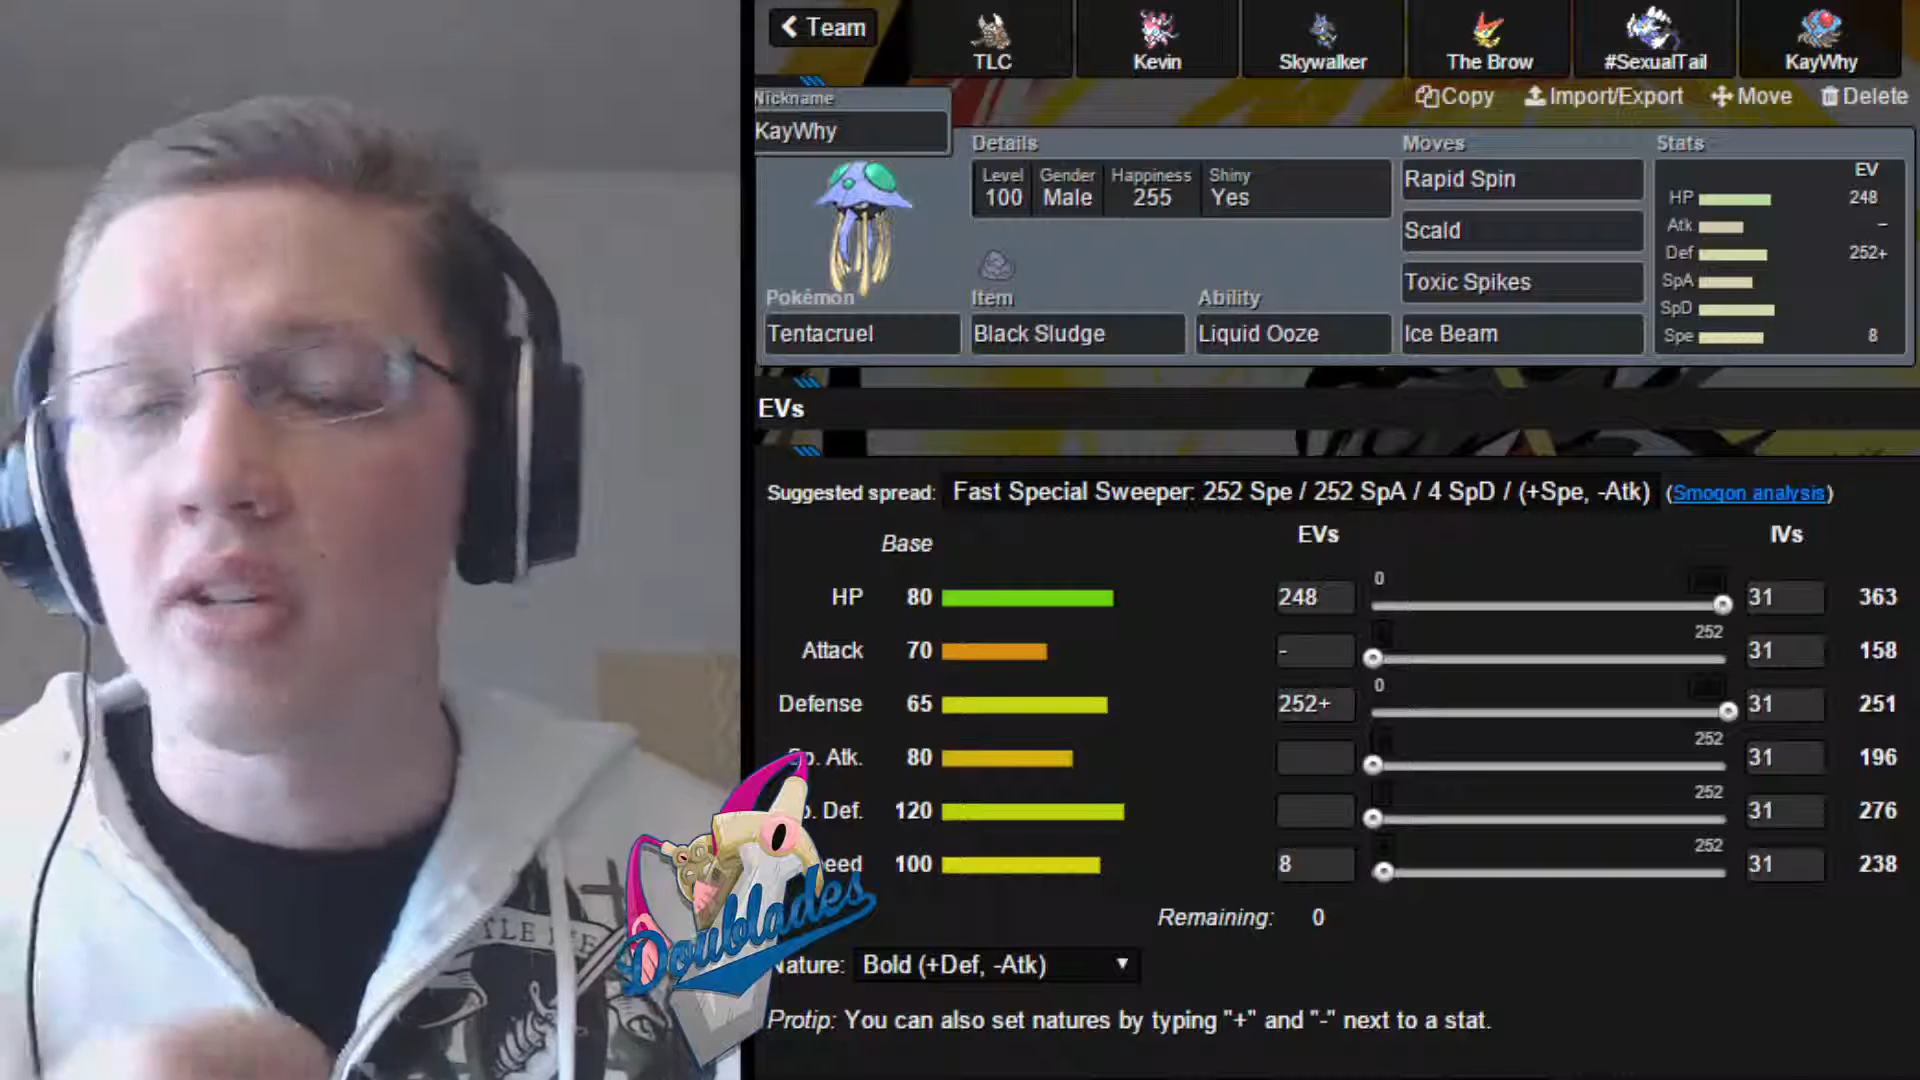 Team
TLC
Kevin
Skywalker
The Brow
#SexualTail
KayWhy
Copy
Import/Export
Move
Delete
Nickname
KayWhy
Details
Level
100
Gender
Male
Happiness
255
Shiny
Yes
Moves
Rapid Spin
Scald
Toxic Spikes
Ice Beam
Stats
EV
HP 248
Atk –
Def 252+
SpA
SpD
Spe 8
Pokémon
Tentacruel
Item
Black Sludge
Ability
Liquid Ooze
EVs
Suggested spread: Fast Special Sweeper: 252 Spe / 252 SpA / 4 SpD / (+Spe, -Atk) (Smogon analysis)
Base EVs IVs
0
HP 80 248 31 363
252
Attack 70 - 31 158
0
Defense 65 252+ 31 251
252
Sp. Atk. 80 31 196
252
p. Def. 120 31 276
252
eed 100 8 31 238
Remaining: 0
Nature: Bold (+Def, -Atk)
Protip: You can also set natures by typing "+" and "-" next to a stat.
Doublades